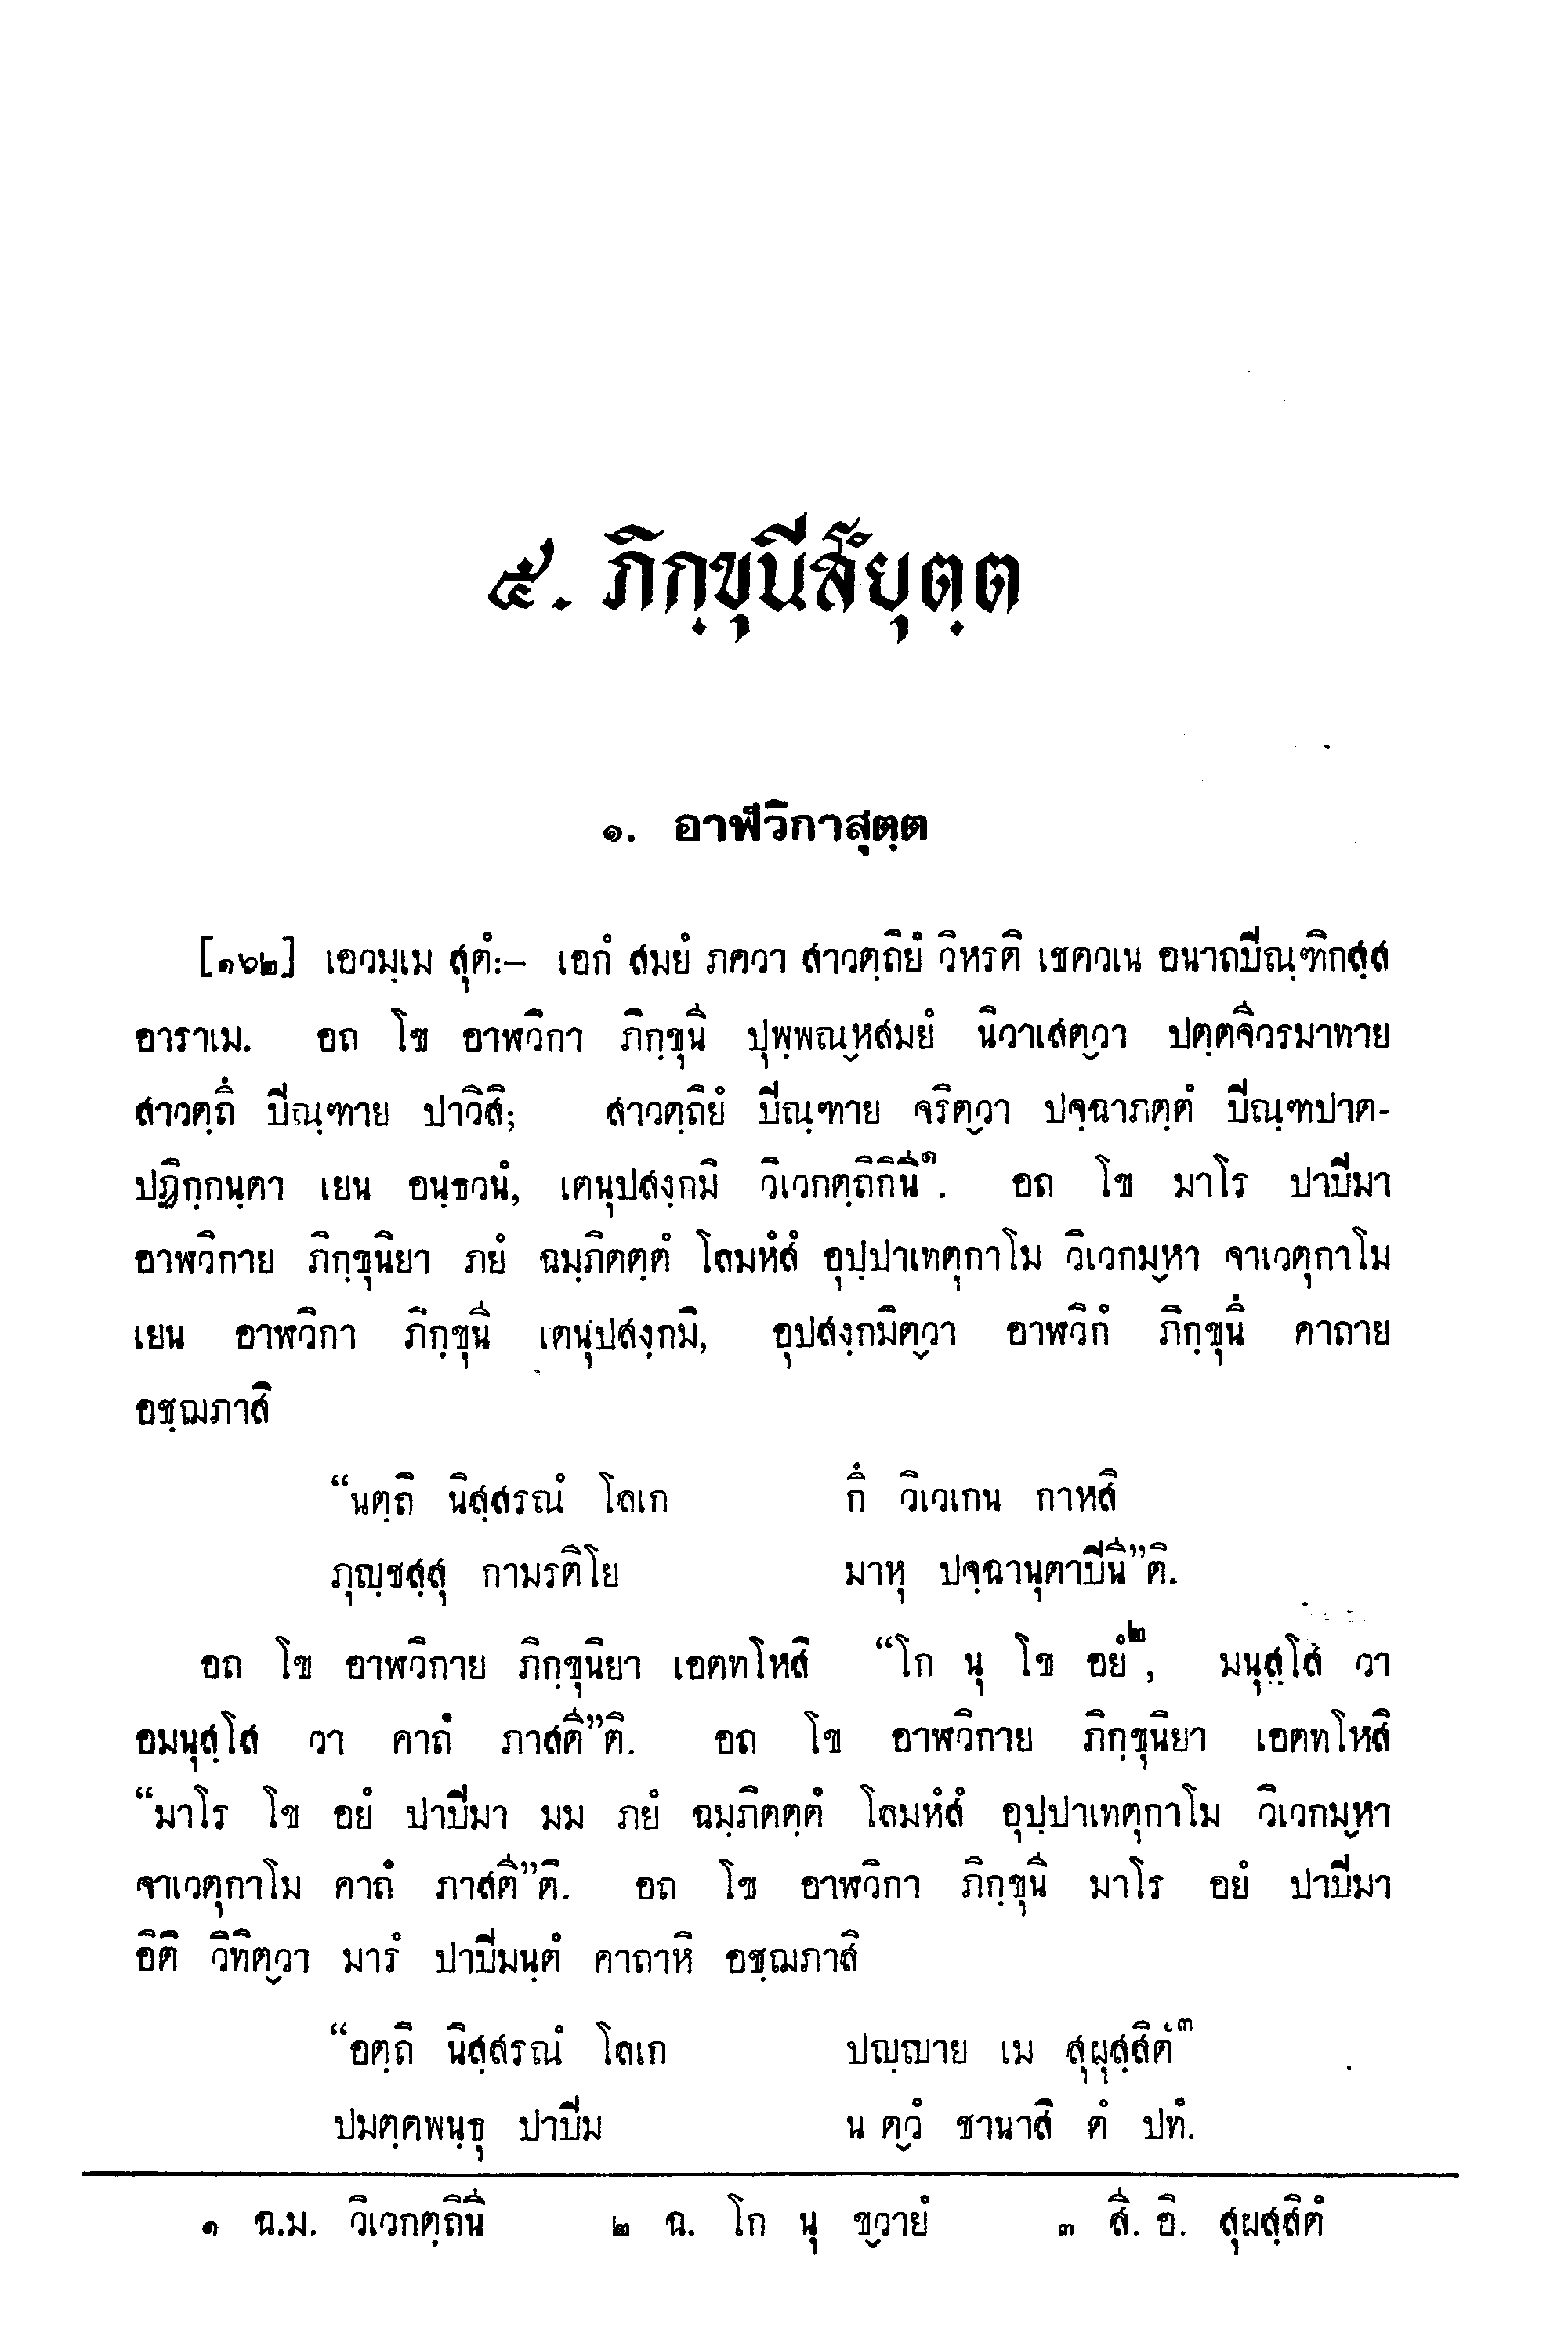 ๕. ภิกฺขุนีสํยุตฺต
๑. อาฬวิกาสุตฺต
[๑๖๒] เอวมฺเม สุตํ:– เอกํ สมยํ ภควา สาวตฺถิยํ วิหรติ เชตวเน อนาถปิณฺฑิกสฺส
อาราเม. อถ โข อาฬวิกา ภิกฺขุนี ปุพฺพณฺหสมยํ นิวาเสตฺวา ปตฺตจีวรมาทาย
สาวตฺถึ ปิณฺฑาย ปาวิสิ; สาวตฺถิยํ ปิณฺฑาย จริตฺวา ปจฺฉาภตฺตํ ปิณฺฑปาต-
ปฏิกฺกนฺตา เยน อนฺธวนํ, เตนุปสงฺกมิ วิเวกตฺถิกินี๑. อถ โข มาโร ปาปิมา
อาฬวิกาย ภิกฺขุนิยา ภยํ ฉมฺภิตตฺตํ โลมหํสํ อุปฺปาเทตุกาโม วิเวกมฺหา จาเวตุกาโม
เยน อาฬวิกา ภิกฺขุนี เตนุปสงฺกมิ, อุปสงฺกมิตฺวา อาฬวิกํ ภิกฺขุนึ คาถาย
อชฺฌภาสิ
“นตฺถิ นิสฺสรณํ โลเก กึ วิเวเกน กาหสิ
ภุญฺชสฺสุ กามรติโย มาหุ ปจฺฉานุตาปินี”ติ.
อถ โข อาฬวิกาย ภิกฺขุนิยา เอตทโหสิ “โก นุ โข อยํ๒, มนุสฺโส วา
อมนุสฺโส วา คาถํ ภาสตี”ติ. อถ โข อาฬวิกาย ภิกฺขุนิยา เอตทโหสิ
“มาโร โข อยํ ปาปิมา มม ภยํ ฉมฺภิตตฺตํ โลมหํสํ อุปฺปาเทตุกาโม วิเวกมฺหา
จาเวตุกาโม คาถํ ภาสตี”ติ. อถ โข อาฬวิกา ภิกฺขุนี มาโร อยํ ปาปิมา
อิติ วิทิตฺวา มารํ ปาปิมนฺตํ คาถาหิ อชฺฌภาสิ
“อตฺถิ นิสฺสรณํ โลเก ปญฺญาย เม สุผุสฺสิตํ๓
ปมตฺตพนฺธุ ปาปิม น ตฺวํ ชานาสิ ตํ ปทํ.
๑ ฉ.ม. วิเวกตฺถินี ๒ ฉ. โก นุ ขฺวายํ ๓ สี. อิ. สุผสฺสิตํ